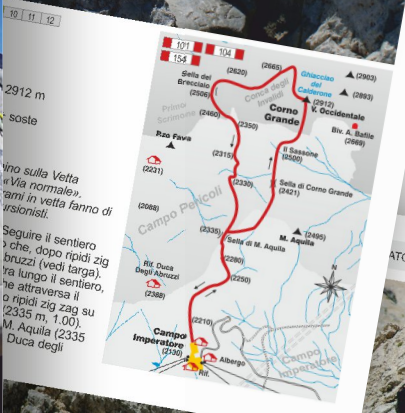 10 11 12
2912 m
soste
ino sulla Vetta
«Via normale».
rami in vetta fanno di
ursionisti.
Seguire il sentiero
o che, dopo ripidi zig
Abruzzi (vedi targa).
ra lungo il sentiero,
he attraversa il
o ripidi zig zag su
(2335 m, 1.00).
M. Aquila (2335
Duca degli
101
104
154
(2620)
(2665)
Ghiacciaio
del
Calderone
(2903)
(2893)
Sella del
Brecciaio
(2506)
Conca degli
Invalidi
(2912)
V. Occidentale
Corno
Grande
Biv. A. Bafile
(2669)
Primo
Scrimone
(2460)
(2350)
P.zo Fava
(2315)
Il Sassone
(2500)
(2231)
(2330)
Sella di Corno Grande
(2421)
(2088)
Campo Pericoli
(2335)
Sella di M. Aquila
M. Aquila
(2495)
(2280)
(2250)
Rif. Duca
Degli Abruzzi
(2388)
N
(2210)
Campo
Imperatore
(2130)
Albergo
Rif.
Campo
Imperatore
ATO